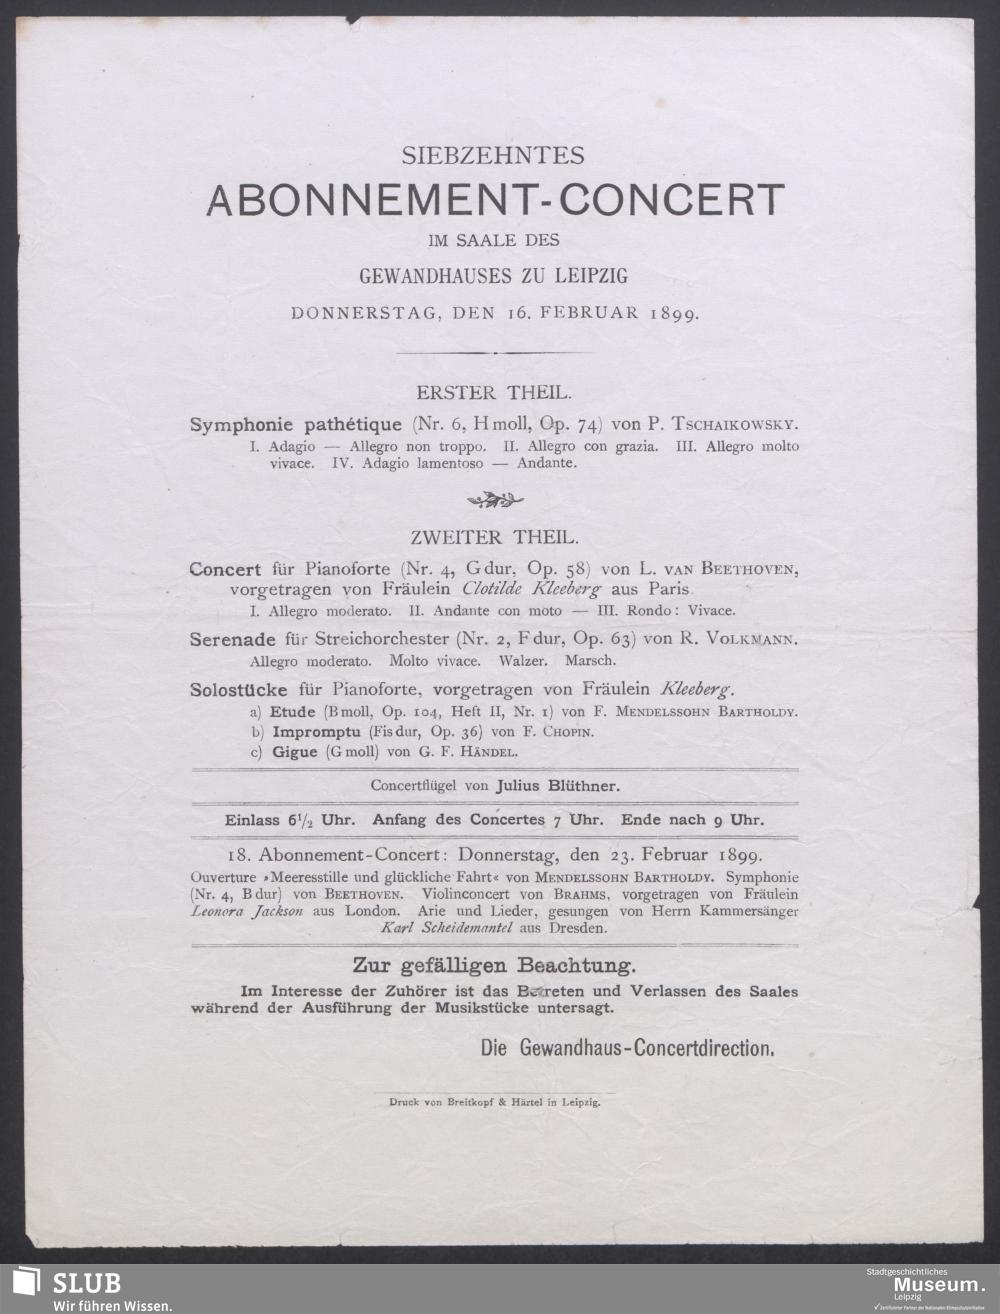 SIEBZEHNTES
ABONNEMENT-CONCERT
IM SAALE DES
GEWANDHAUSES ZU LEIPZIG
DONNERSTAG, DEN 16. FEBRUAR 1899.
ERSTER THEIL.
Symphonie pathétique (Nr. 6, H moll, Op. 74) von P. TSCHAIKOWSKY.
I. Adagio — Allegro non troppo. II. Allegro con grazia. III. Allegro molto
vivace. IV. Adagio lamentoso — Andante.
ZWEITER THEIL.
Concert für Pianoforte (Nr. 4, G dur, Op. 58) von L. VAN BEETHOVEN,
vorgetragen von Fräulein Clotilde Kleeberg aus Paris.
I. Allegro moderato. II. Andante con moto — III. Rondo: Vivace.
Serenade für Streichorchester (Nr. 2, F dur, Op. 63) von R. VOLKMANN.
Allegro moderato. Molto vivace. Walzer. Marsch.
Solostücke für Pianoforte, vorgetragen von Fräulein Kleeberg.
a) Etude (B moll, Op. 104, Heft II, Nr. 1) von F. MENDELSSOHN BARTHOLDY.
b) Impromptu (Fis dur, Op. 36) von F. CHOPIN.
c) Gigue (G moll) von G. F. HÄNDEL.
Concertflügel von Julius Blüthner.
Einlass 6½ Uhr. Anfang des Concertes 7 Uhr. Ende nach 9 Uhr.
18. Abonnement-Concert: Donnerstag, den 23. Februar 1899.
Ouverture »Meeresstille und glückliche Fahrt« von MENDELSSOHN BARTHOLDY. Symphonie
(Nr. 4, B dur) von BEETHOVEN. Violinconcert von BRAHMS, vorgetragen von Fräulein
Leonora Jackson aus London. Arie und Lieder, gesungen von Herrn Kammersänger
Karl Scheidemantel aus Dresden.
Zur gefälligen Beachtung.
Im Interesse der Zuhörer ist das Betreten und Verlassen des Saales
während der Ausführung der Musikstücke untersagt.
Die Gewandhaus-Concertdirection.
Druck von Breitkopf & Härtel in Leipzig.
SLUB
Wir führen Wissen.
Stadtgeschichtliches
Museum.
Leipzig
Zertifizierter Partner der Nationalen Klimaschutzinitiative